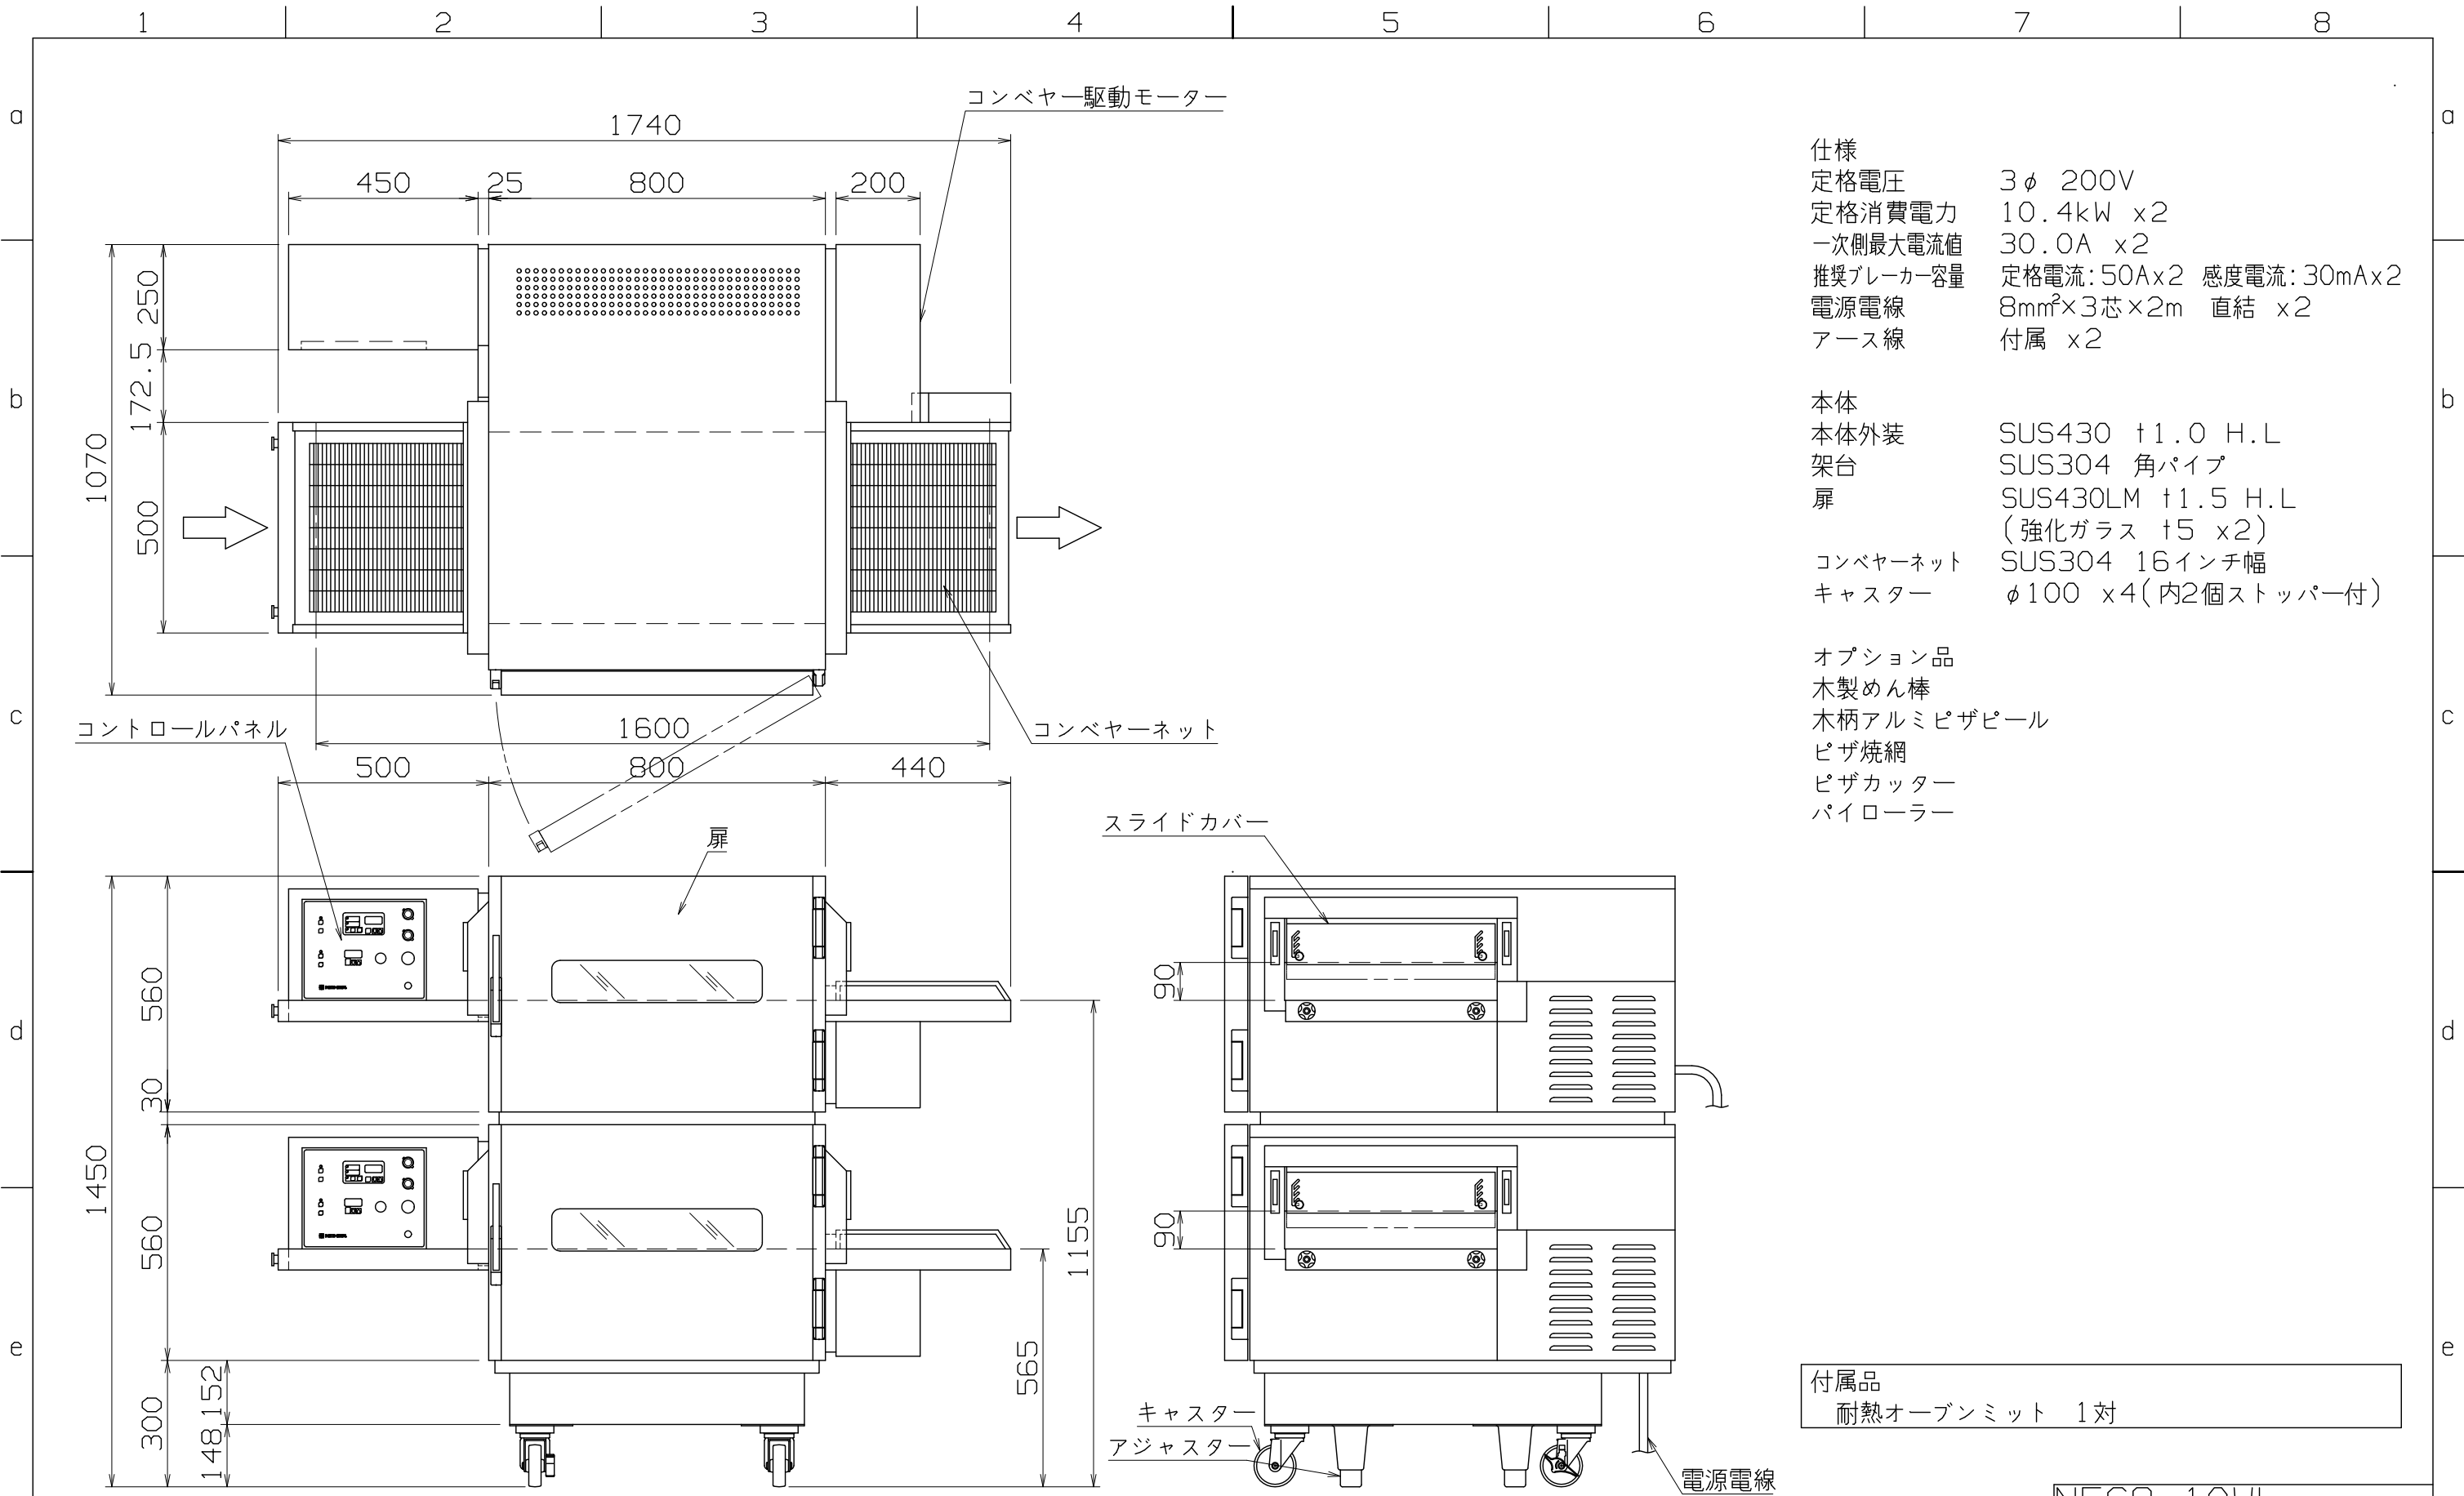 1 2 3 4 5 6 7 8
a a
b b
c c
d d
e e
コンベヤー駆動モーター
1740
450 25 800 200
250
172.5
500
1070
コントロールパネル
1600
コンベヤーネット
500 800 440
扉
スライドカバー
560
30
560
1450
300
152
148
1155
565
90
90
キャスター
アジャスター
電源電線
仕様
定格電圧 3φ 200V
定格消費電力 10.4kW x2
一次側最大電流値 30.0A x2
推奨ブレーカー容量 定格電流:50Ax2 感度電流:30mAx2
電源電線 8mm²×3芯×2m 直結 x2
アース線 付属 x2
本体
本体外装 SUS430 t1.0 H.L
架台 SUS304 角パイプ
扉 SUS430LM t1.5 H.L
(強化ガラス t5 x2)
コンベヤーネット SUS304 16インチ幅
キャスター φ100 x4(内2個ストッパー付)
オプション品
木製めん棒
木柄アルミピザピール
ピザ焼網
ピザカッター
パイローラー
付属品
耐熱オーブンミット 1対